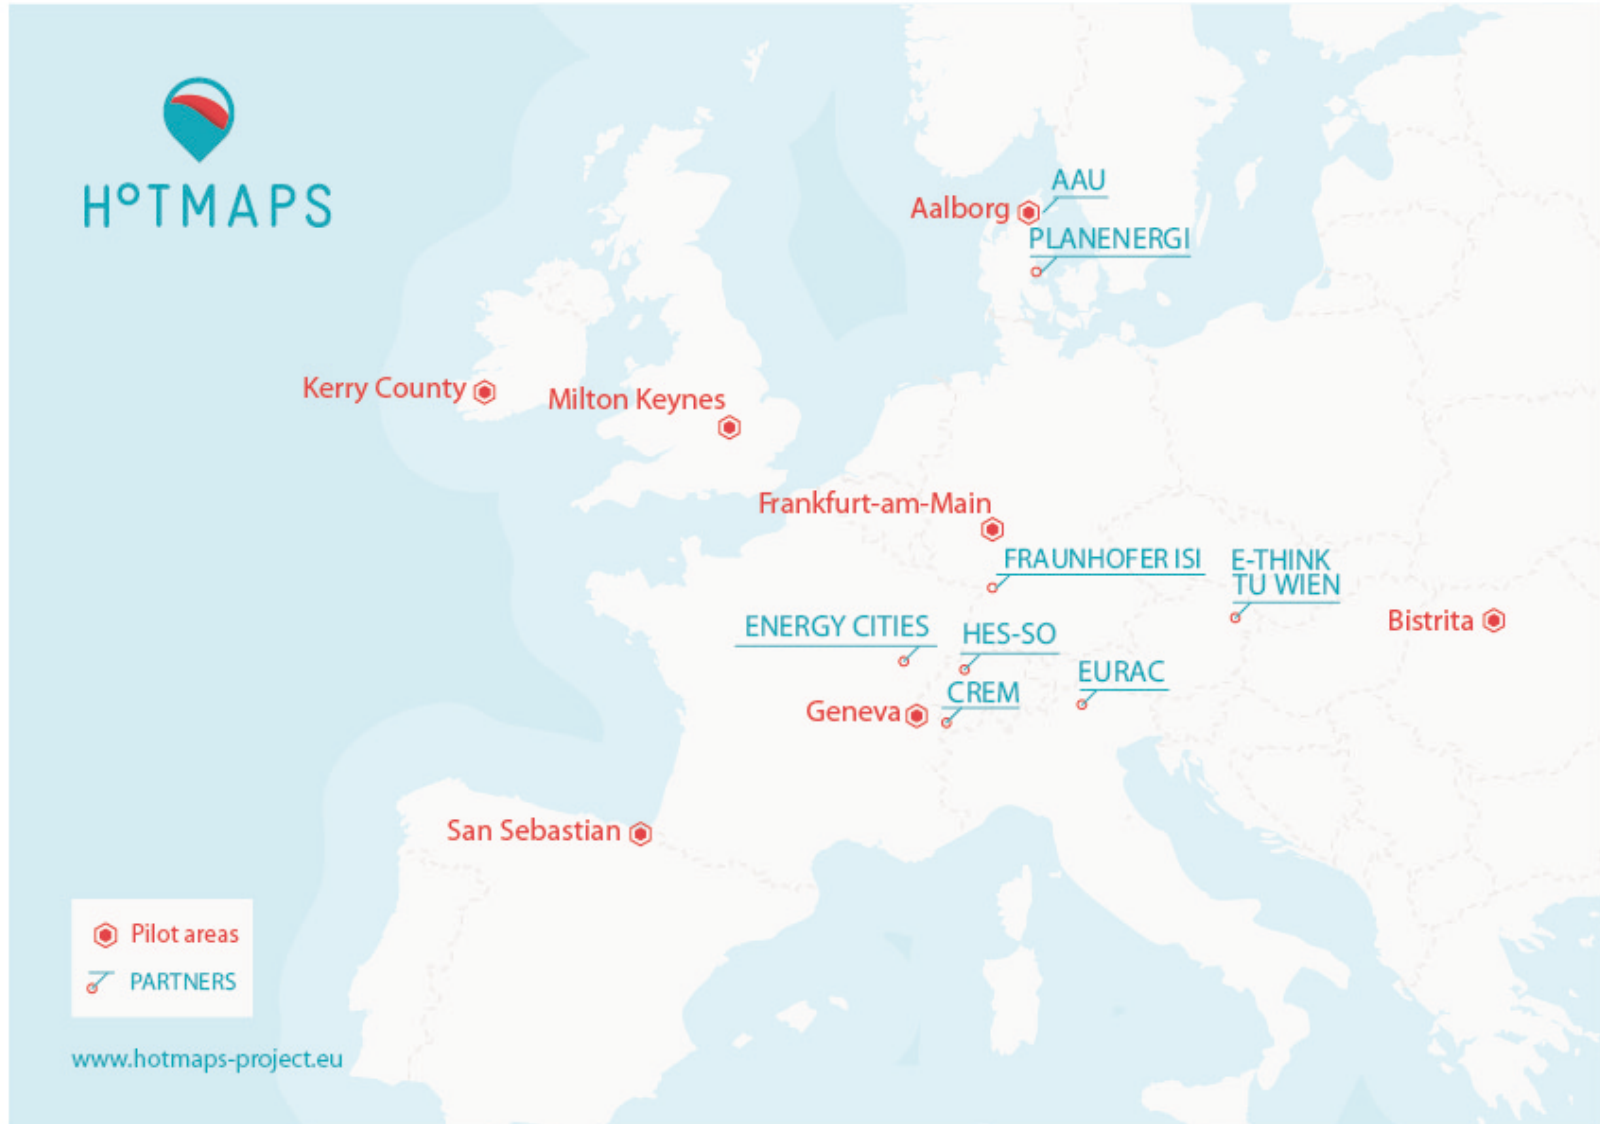 HOTMAPS
AAU
Aalborg
PLANENERGI
Kerry County
Milton Keynes
Frankfurt-am-Main
FRAUNHOFER ISI
E-THINK
TU WIEN
Bistrita
ENERGY CITIES
HES-SO
EURAC
CREM
Geneva
San Sebastian
Pilot areas
PARTNERS
www.hotmaps-project.eu